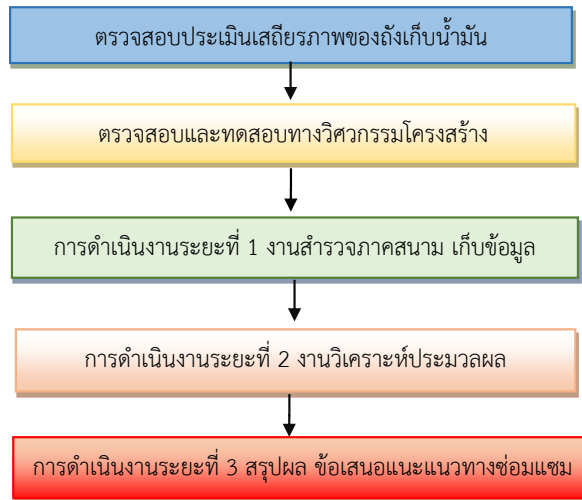 ตรวจสอบประเมินเสถียรภาพของถังเก็บน้ำมัน
ตรวจสอบและทดสอบทางวิศวกรรมโครงสร้าง
การดำเนินงานระยะที่ 1 งานสำรวจภาคสนาม เก็บข้อมูล
การดำเนินงานระยะที่ 2 งานวิเคราะห์ประมวลผล
การดำเนินงานระยะที่ 3 สรุปผล ข้อเสนอแนะแนวทางซ่อมแซม